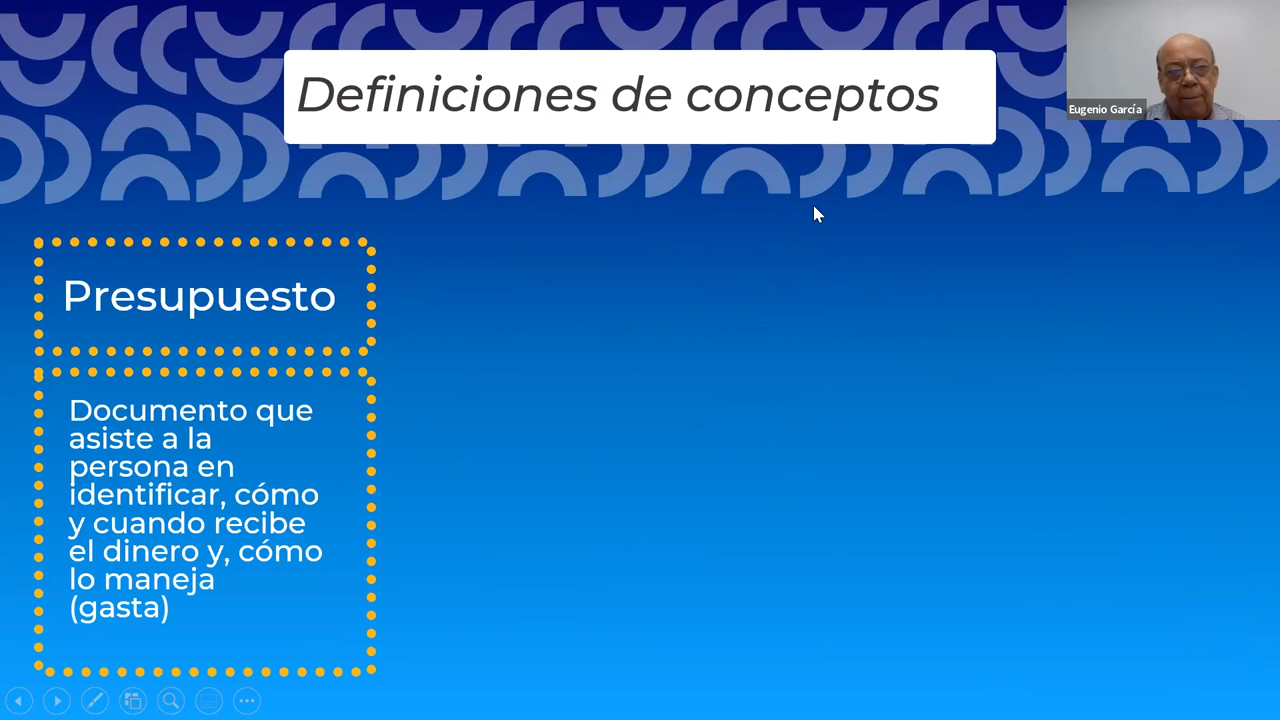 Definiciones de conceptos
Eugenio García
Presupuesto
Documento que
asiste a la
persona en
identificar, cómo
y cuando recibe
el dinero y, cómo
lo maneja
(gasta)